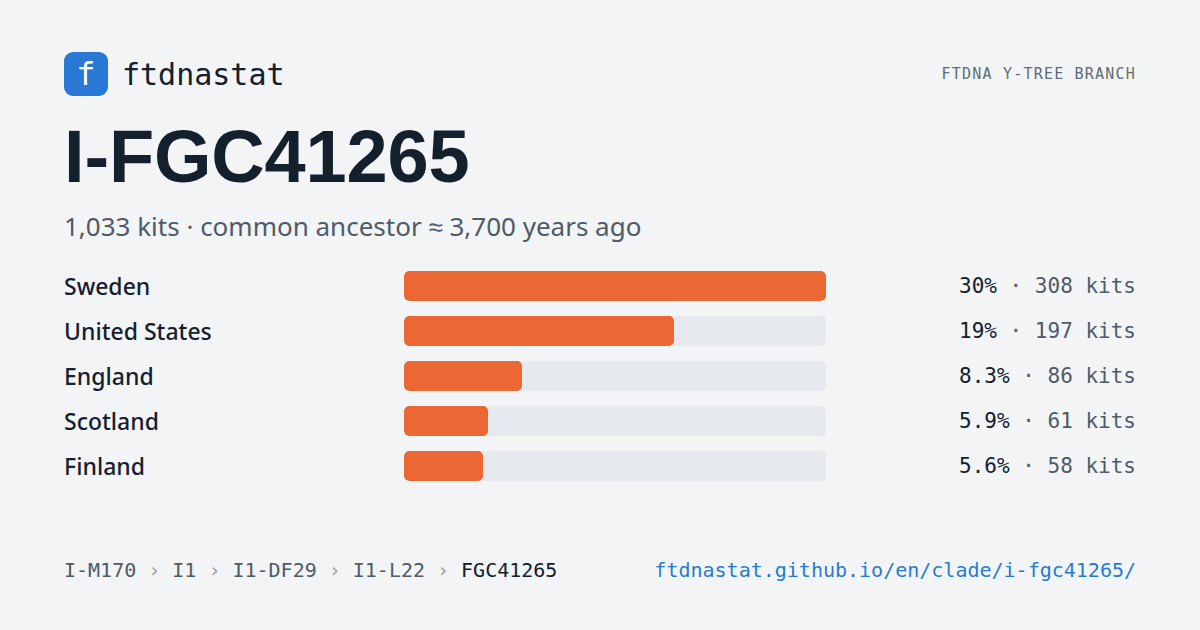 f ftdnastat
FTDNA Y-TREE BRANCH
I-FGC41265
1,033 kits · common ancestor ≈ 3,700 years ago
Sweden 30% · 308 kits
United States 19% · 197 kits
England 8.3% · 86 kits
Scotland 5.9% · 61 kits
Finland 5.6% · 58 kits
I-M170 › I1 › I1-DF29 › I1-L22 › FGC41265
ftdnastat.github.io/en/clade/i-fgc41265/